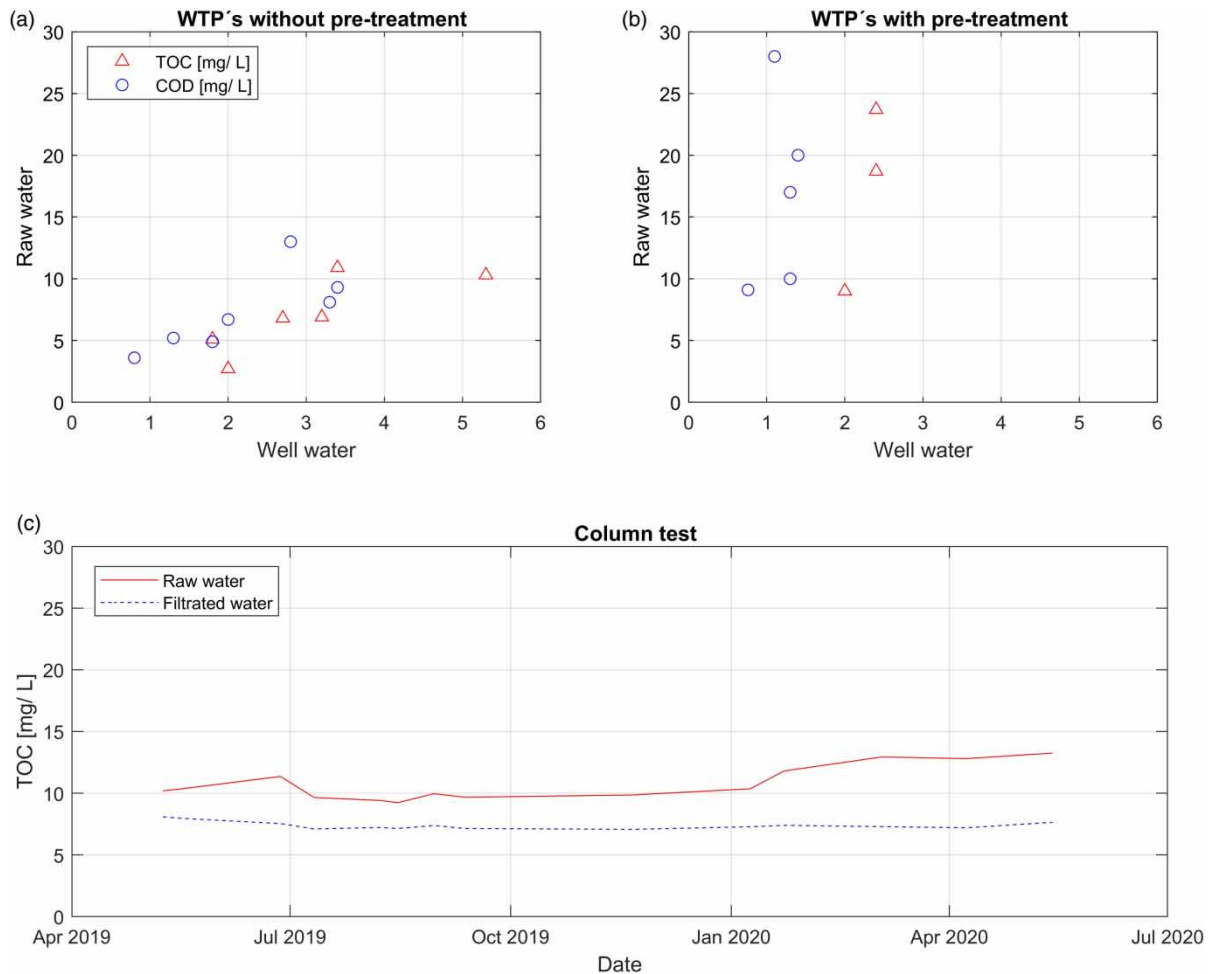 (a)
WTP´s without pre-treatment
30
25
20
15
10
5
0
Raw water
TOC [mg/ L]
COD [mg/ L]
0 1 2 3 4 5 6
Well water
(b)
WTP´s with pre-treatment
30
25
20
15
10
5
0
Raw water
0 1 2 3 4 5 6
Well water
(c)
Column test
30
25
20
15
10
5
0
TOC [mg/ L]
Raw water
Filtrated water
Apr 2019 Jul 2019 Oct 2019 Jan 2020 Apr 2020 Jul 2020
Date